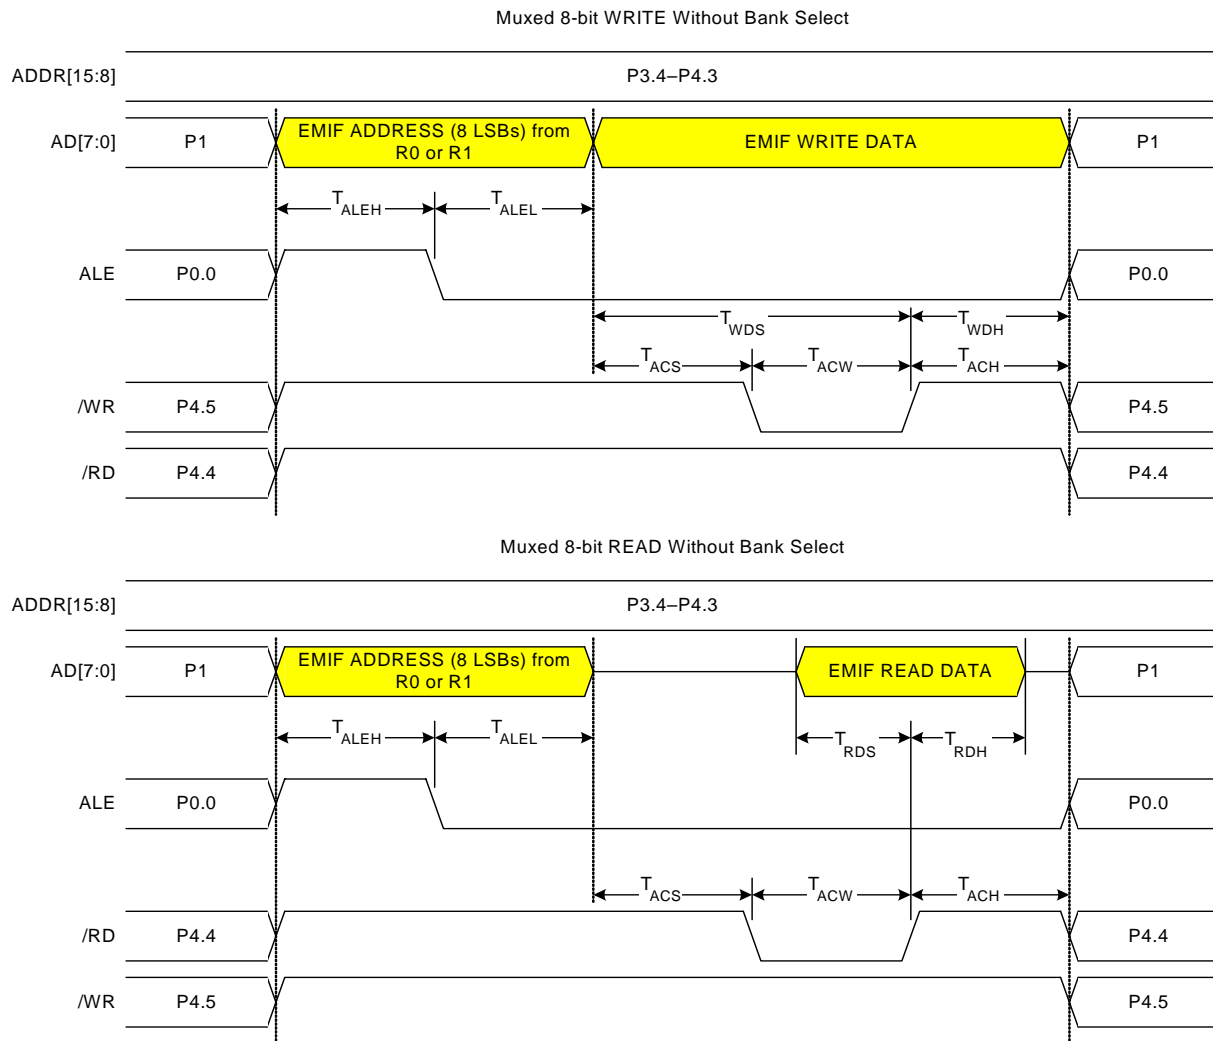 Muxed 8-bit WRITE Without Bank Select
ADDR[15:8] P3.4–P4.3
AD[7:0] P1 EMIF ADDRESS (8 LSBs) from R0 or R1 EMIF WRITE DATA P1
TALEH TALEL
ALE P0.0 P0.0
TWDS TWDH
TACS TACW TACH
/WR P4.5 P4.5
/RD P4.4 P4.4
Muxed 8-bit READ Without Bank Select
ADDR[15:8] P3.4–P4.3
AD[7:0] P1 EMIF ADDRESS (8 LSBs) from R0 or R1 EMIF READ DATA P1
TALEH TALEL TRDS TRDH
ALE P0.0 P0.0
TACS TACW TACH
/RD P4.4 P4.4
/WR P4.5 P4.5